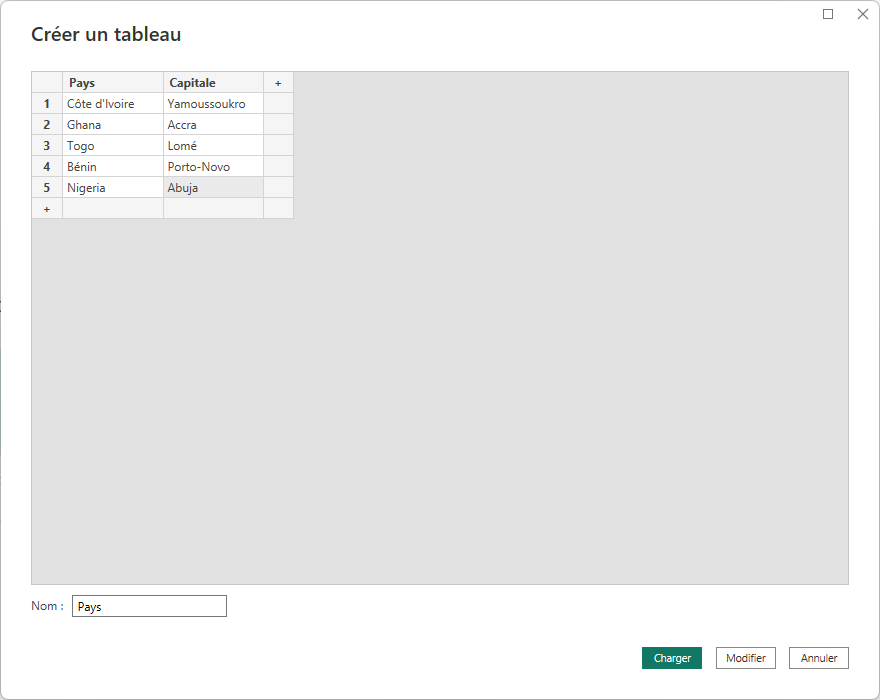 Créer un tableau
Pays Capitale +
1 Côte d'Ivoire Yamoussoukro
2 Ghana Accra
3 Togo Lomé
4 Bénin Porto-Novo
5 Nigeria Abuja
+
Nom : Pays
Charger Modifier Annuler